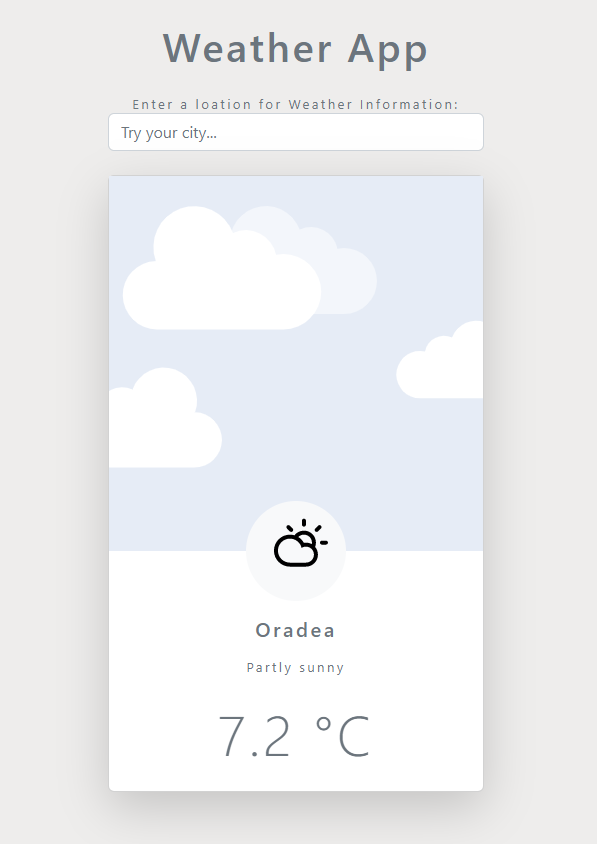 Weather App
Enter a loation for Weather Information:
Try your city...
Oradea
Partly sunny
7.2 °C